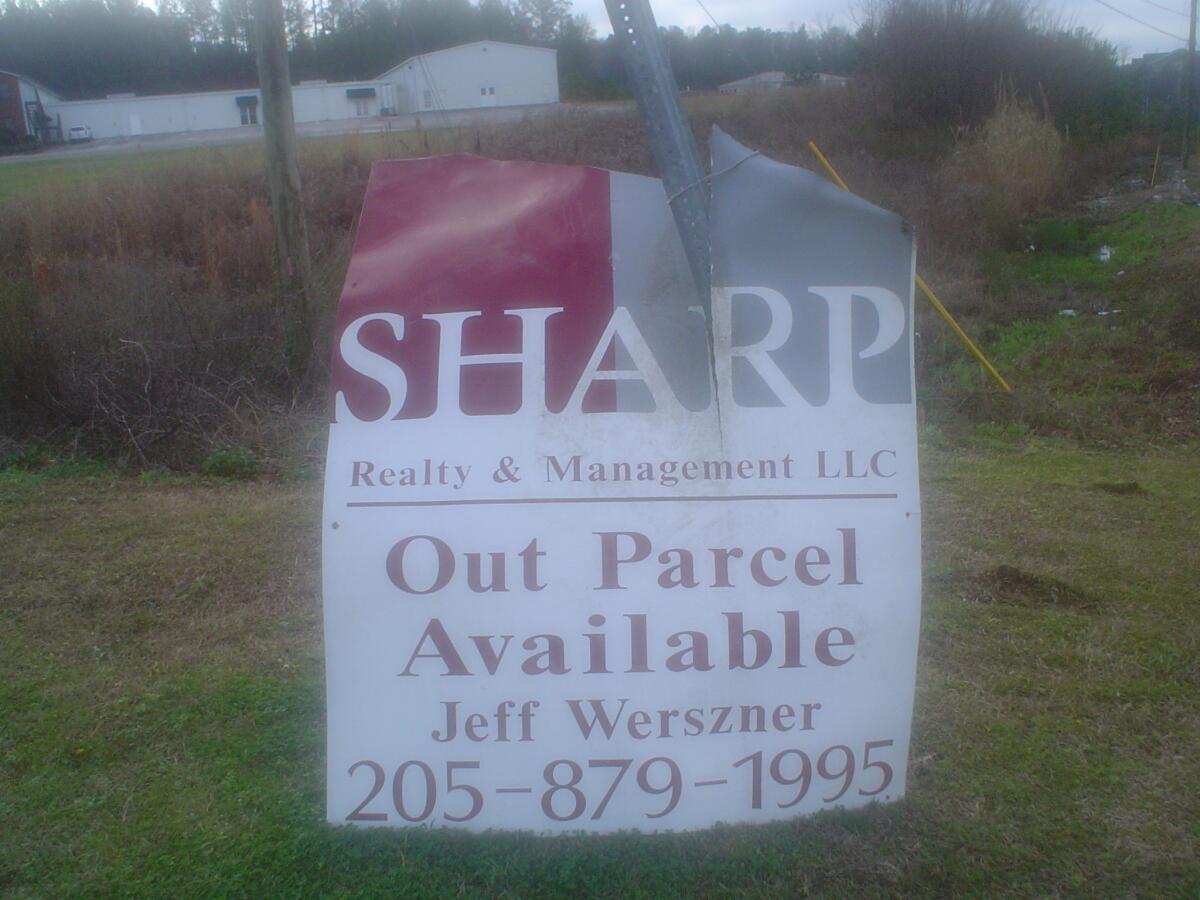 SHARP
Realty & Management LLC
Out Parcel
Available
Jeff Werszner
205-879-1995